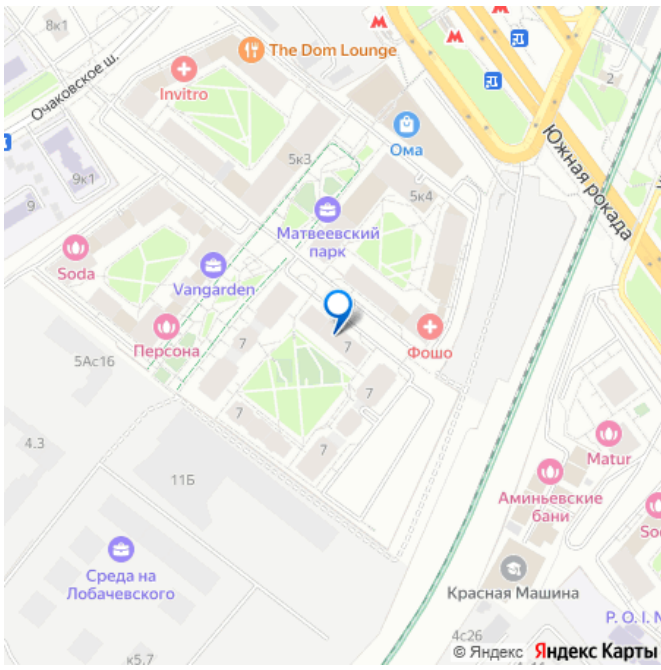 8к1
The Dom Lounge
Invitro
Очаковское ш.
2
Ома
5к3
Южная рокада
9к1
9
5к4
Матвеевский
парк
Soda
Vangarden
Персона
7
7
Фошо
5Ас16
7
7
7
4.3
Matur
11Б
Аминьевские
бани
Среда на
Лобачевского
Красная Машина
P. O. I.
4с26
к5.7
© Яндекс Яндекс Карты